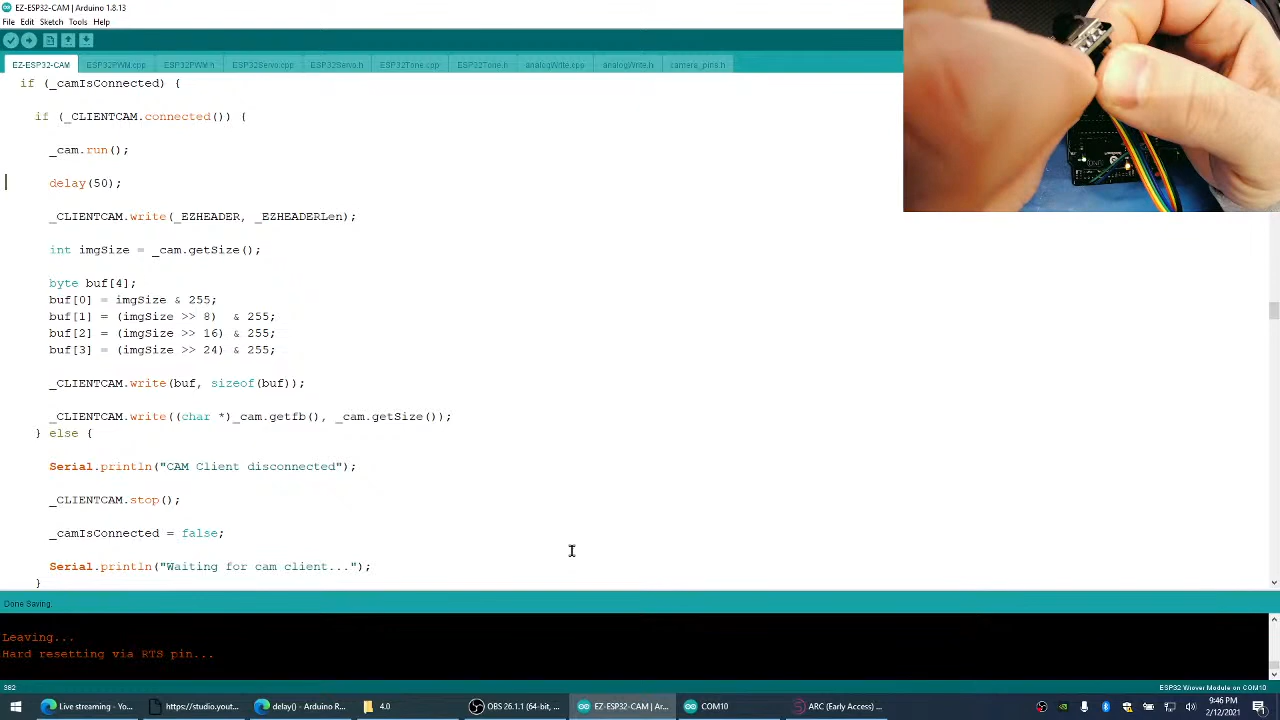 EZ-ESP32-CAM | Arduino 1.8.13
File Edit Sketch Tools Help
EZ-ESP32-CAM ESP32PWM.cpp ESP32PWM.h ESP32Servo.cpp ESP32Servo.h ESP32Tone.cpp ESP32Tone.h analogWrite.cpp analogWrite.h camera_pins.h
if (_camIsConnected) {
if (_CLIENTCAM.connected()) {
_cam.run();
delay(50);
_CLIENTCAM.write(_EZHEADER, _EZHEADERLen);
int imgSize = _cam.getSize();
byte buf[4];
buf[0] = imgSize & 255;
buf[1] = (imgSize >> 8)  & 255;
buf[2] = (imgSize >> 16) & 255;
buf[3] = (imgSize >> 24) & 255;
_CLIENTCAM.write(buf, sizeof(buf));
_CLIENTCAM.write((char *)_cam.getfb(), _cam.getSize());
} else {
Serial.println("CAM Client disconnected");
_CLIENTCAM.stop();
_camIsConnected = false;
Serial.println("Waiting for cam client...");
}
Done Saving.
Leaving...
Hard resetting via RTS pin...
382 ESP32 Wrover Module on COM10
Live streaming - Yo... https://studio.yout... delay() - Arduino R... 4.0 OBS 26.1.1 (64-bit, ... EZ-ESP32-CAM | Ar... COM10 ARC (Early Access) ... 9:46 PM
2/12/2021